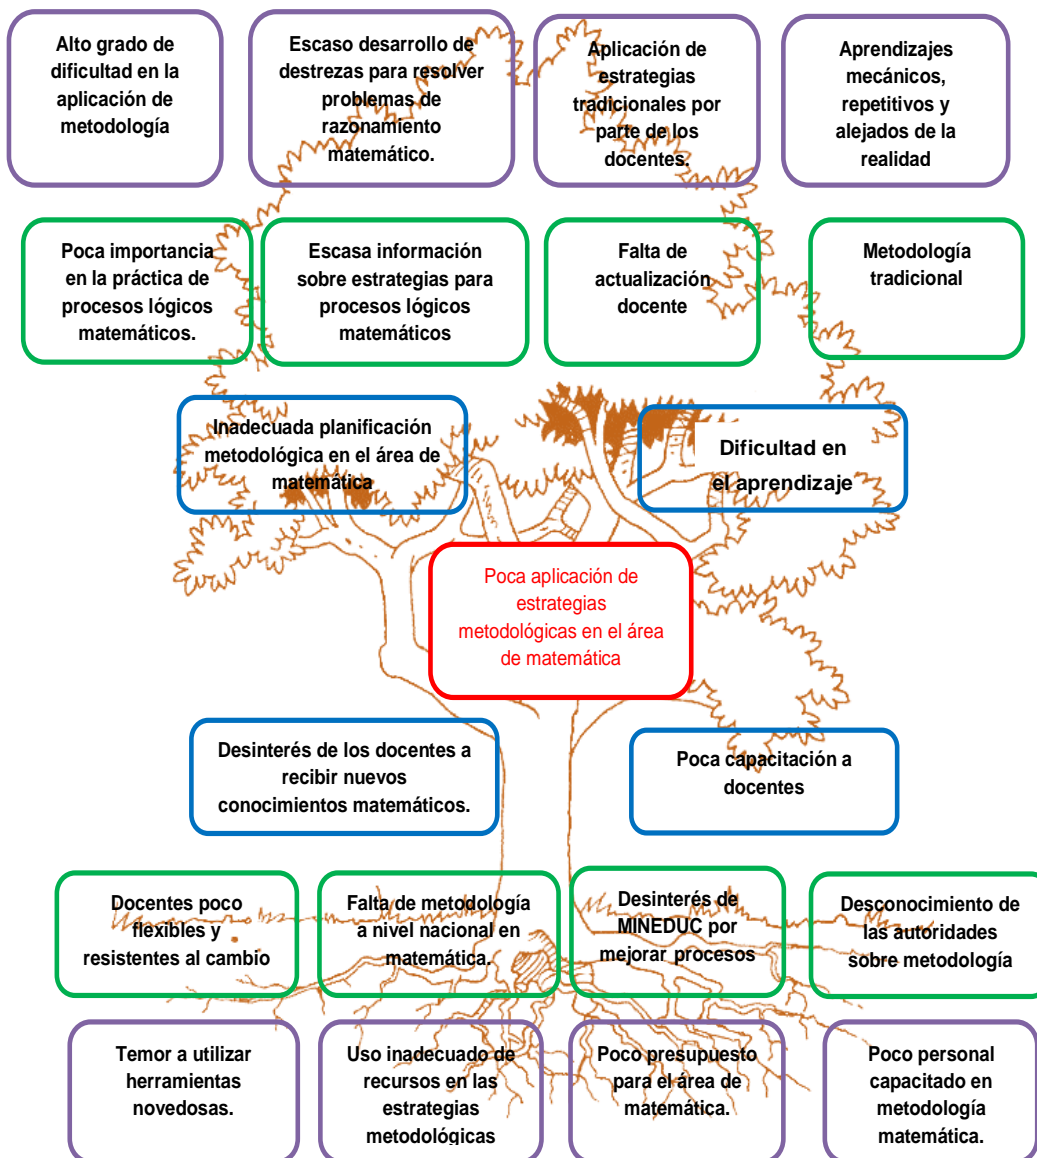 Alto grado de
dificultad en la
aplicación de
metodología
Escaso desarrollo de
destrezas para resolver
problemas de
razonamiento
matemático.
Aplicación de
estrategias
tradicionales por
parte de los
docentes.
Aprendizajes
mecánicos,
repetitivos y
alejados de la
realidad
Poca importancia
en la práctica de
procesos lógicos
matemáticos.
Escasa información
sobre estrategias para
procesos lógicos
matemáticos
Falta de
actualización
docente
Metodología
tradicional
Inadecuada planificación
metodológica en el área de
matemática
Dificultad en
el aprendizaje
Poca aplicación de
estrategias
metodológicas en el área
de matemática
Desinterés de los docentes a
recibir nuevos
conocimientos matemáticos.
Poca capacitación a
docentes
Docentes poco
flexibles y
resistentes al cambio
Falta de metodología
a nivel nacional en
matemática.
Desinterés de
MINEDUC por
mejorar procesos
Desconocimiento de
las autoridades
sobre metodología
Temor a utilizar
herramientas
novedosas.
Uso inadecuado de
recursos en las
estrategias
metodológicas
Poco presupuesto
para el área de
matemática.
Poco personal
capacitado en
metodología
matemática.